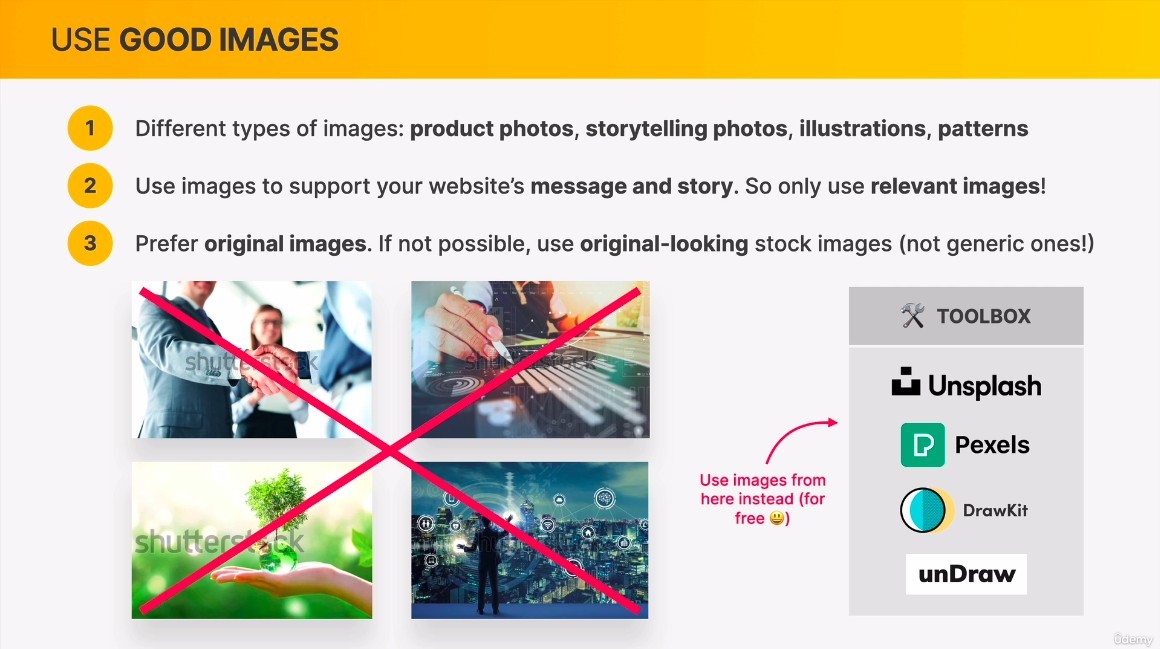 USE GOOD IMAGES
1 Different types of images: product photos, storytelling photos, illustrations, patterns
2 Use images to support your website’s message and story. So only use relevant images!
3 Prefer original images. If not possible, use original-looking stock images (not generic ones!)
shutterstock
shutterstock
shutterstock
Use images from
here instead (for
free 😃)
🛠️ TOOLBOX
Unsplash
Pexels
DrawKit
unDraw
ûdemy